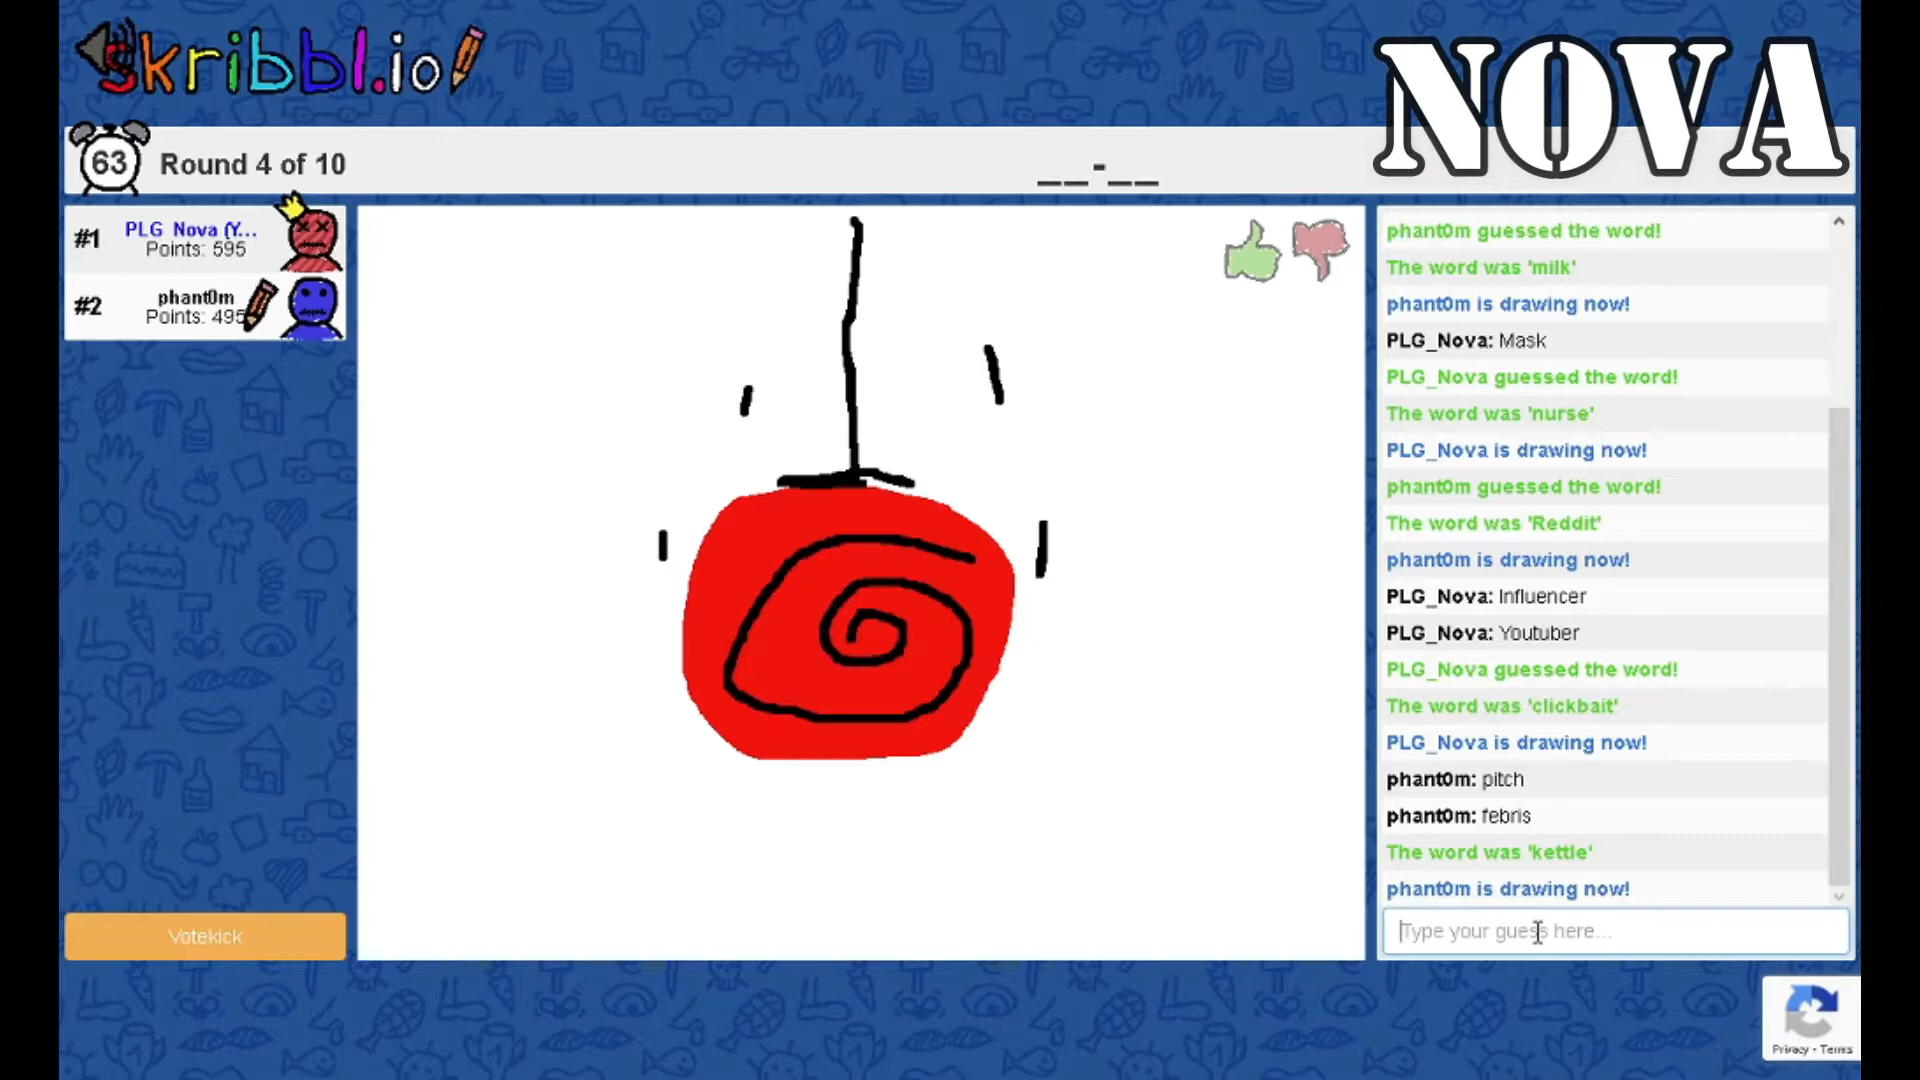 skribbl.io
NOVA
63
Round 4 of 10
__-__
#1
PLG_Nova (Y...
Points: 595
#2
phant0m
Points: 495
phant0m guessed the word!
The word was 'milk'
phant0m is drawing now!
PLG_Nova: Mask
PLG_Nova guessed the word!
The word was 'nurse'
PLG_Nova is drawing now!
phant0m guessed the word!
The word was 'Reddit'
phant0m is drawing now!
PLG_Nova: Influencer
PLG_Nova: Youtuber
PLG_Nova guessed the word!
The word was 'clickbait'
PLG_Nova is drawing now!
phant0m: pitch
phant0m: febris
The word was 'kettle'
phant0m is drawing now!
Type your guess here...
Votekick
Privacy - Terms